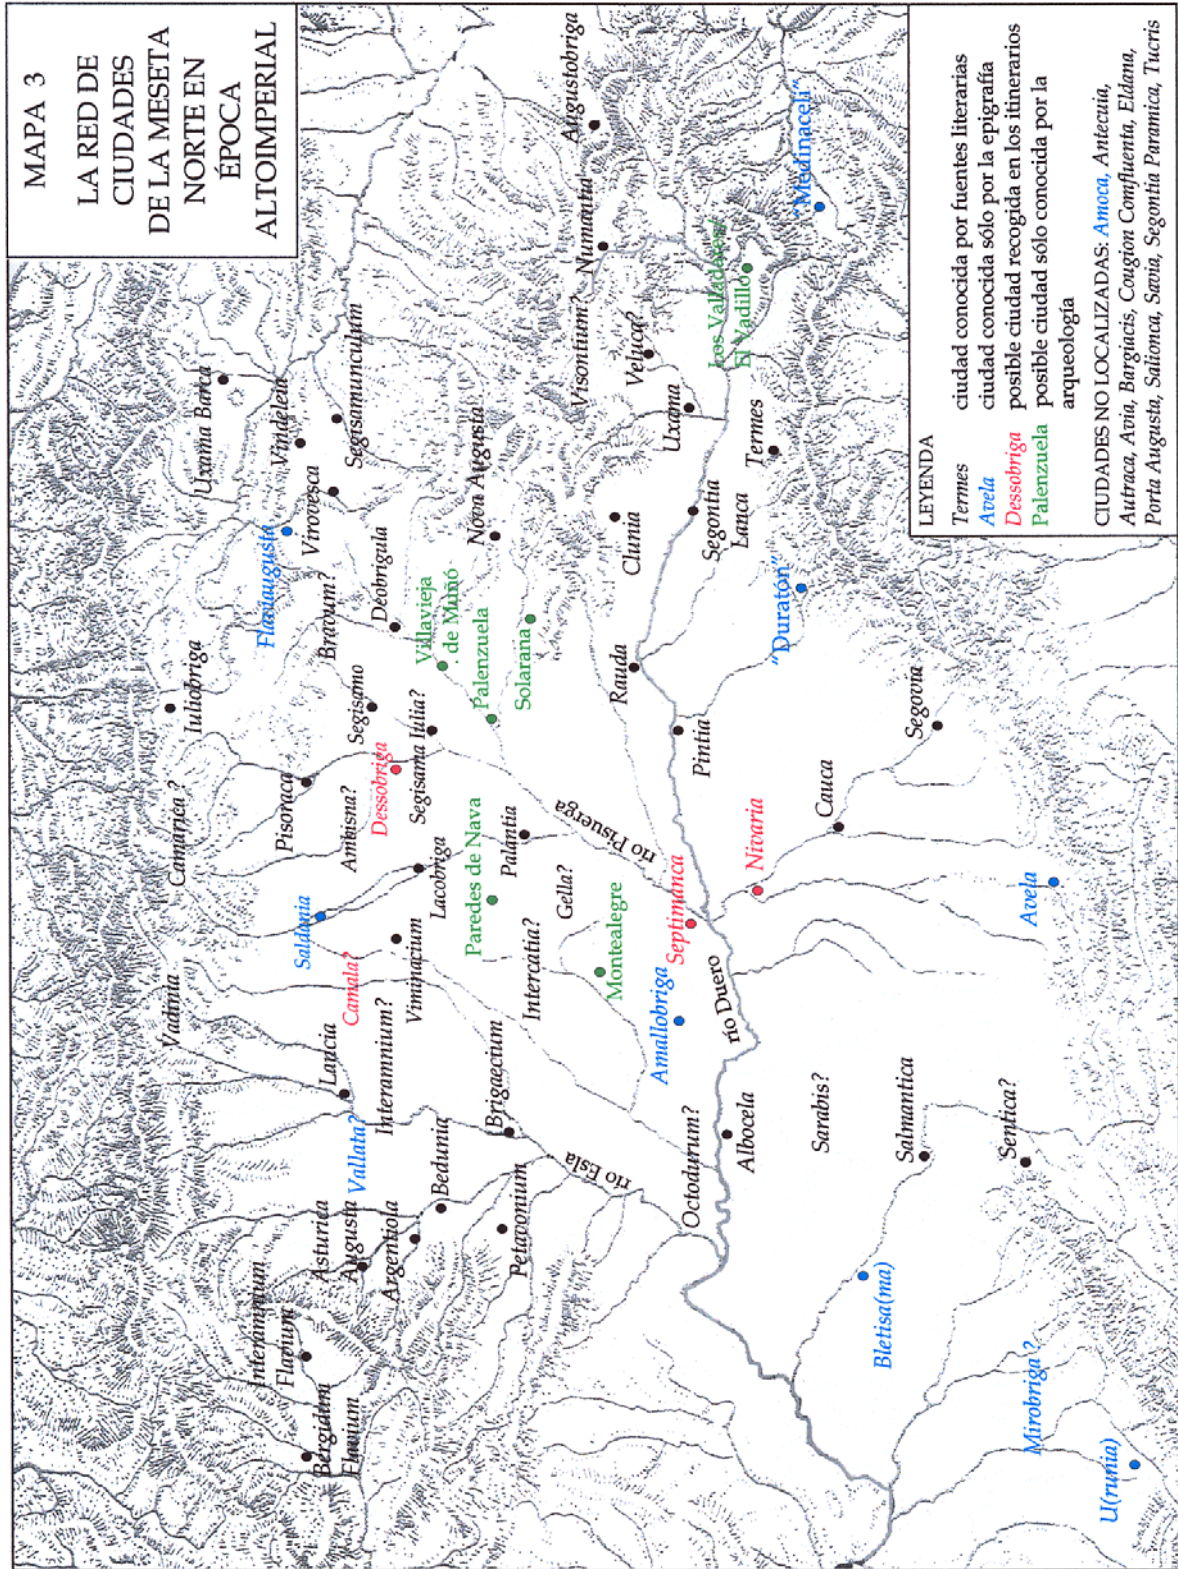 MAPA 3
LA RED DE
CIUDADES
DE LA MESETA
NORTE EN
ÉPOCA
ALTOIMPERIAL
Bergidum
Flavium
Interamnium
Flavium
Asturica
Augusta
Argentiola
Bedunia
Petavonium
Vallata?
Lancia
Interamnium?
Brigaecium
Vadinia
Camala?
Viminacium
Saldania
Lacobriga
Intercatia?
Paredes de Nava
Palantia
Gella?
Montealegre
Camarica ?
Pisoraca
Amaisna?
Dessobriga
Segisama Iulia?
Segisamo
Iuliobriga
Bravum?
Deobrigula
Villavieja
de Muñó
Palenzuela
Solarana
Flaviaugusta
Virovesca
Vindeleia
Uxama Barca
Segisamunculum
Nova Augusta
Clunia
Visontium?
Numantia
Augustobriga
Veluca?
Uxama
Termes
Segontia
Lanca
Los Valladares/
El Vadillo
"Medinaceli"
"Duratón"
Rauda
Pintia
Segovia
Cauca
Nivaria
Septimanca
Amallobriga
Avela
río Pisuerga
río Duero
río Esla
Octodurum?
Albocela
Sarabis?
Salmantica
Sentica?
Bletisa(ma)
Mirobriga ?
U(runia)
LEYENDA
Termes ciudad conocida por fuentes literarias
Avela ciudad conocida sólo por la epigrafía
Dessobriga posible ciudad recogida en los itinerarios
Palenzuela posible ciudad sólo conocida por la
arqueología
CIUDADES NO LOCALIZADAS: Amoca, Antecuia,
Autraca, Avia, Bargiacis, Cougion Comfluenta, Eldana,
Porta Augusta, Salionca, Savia, Segontia Paramica, Tucris